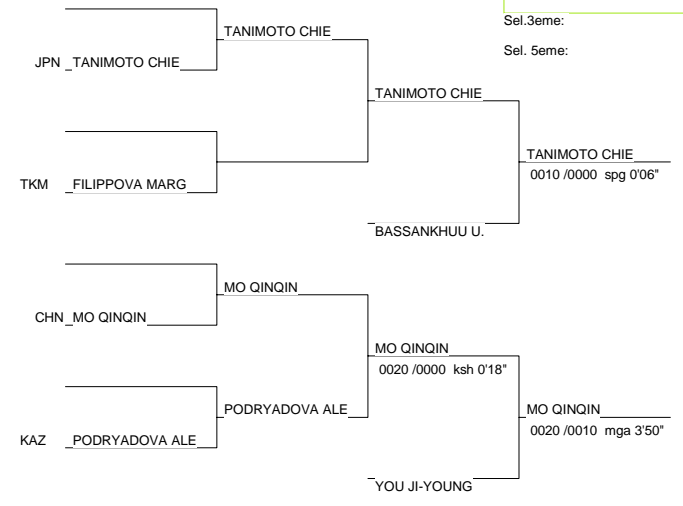 Sel.3eme:
Sel. 5eme:
TANIMOTO CHIE
JPN TANIMOTO CHIE
TANIMOTO CHIE
TANIMOTO CHIE
0010 /0000 spg 0'06"
TKM FILIPPOVA MARG
BASSANKHUU U.
MO QINQIN
CHN MO QINQIN
MO QINQIN
0020 /0000 ksh 0'18"
PODRYADOVA ALE
MO QINQIN
0020 /0010 mga 3'50"
KAZ PODRYADOVA ALE
YOU JI-YOUNG